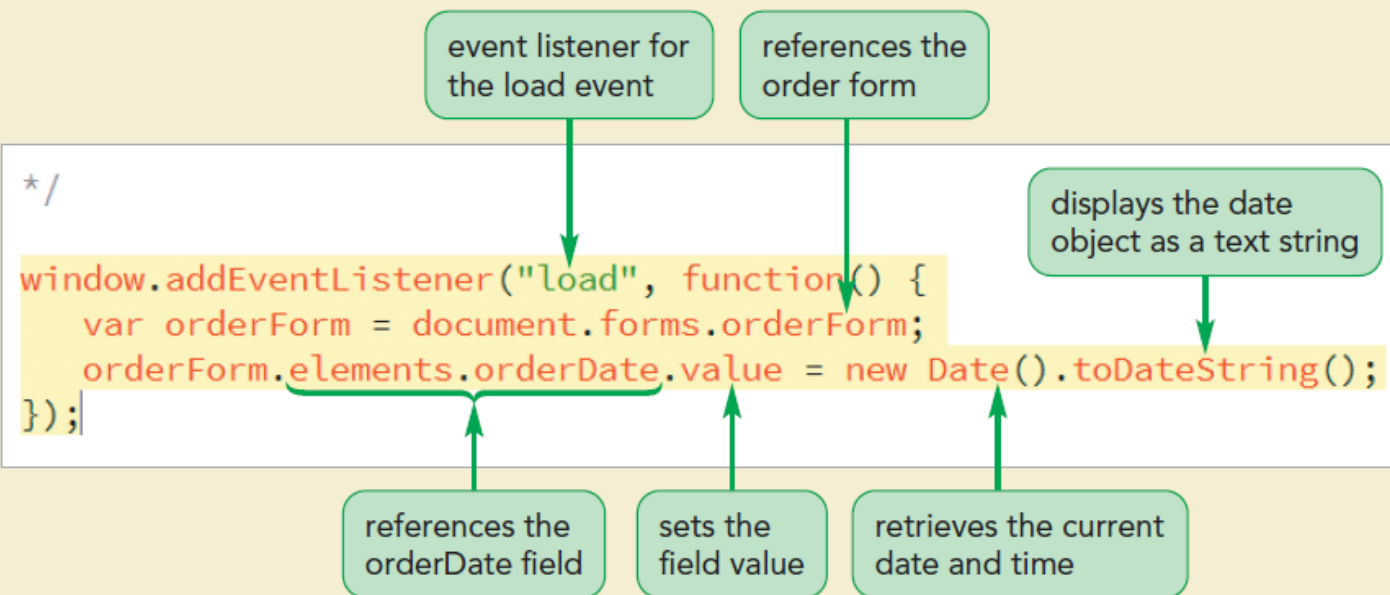 event listener for
the load event
references the
order form
*/
displays the date
object as a text string
window.addEventListener("load", function() {
   var orderForm = document.forms.orderForm;
   orderForm.elements.orderDate.value = new Date().toDateString();
});
references the
orderDate field
sets the
field value
retrieves the current
date and time